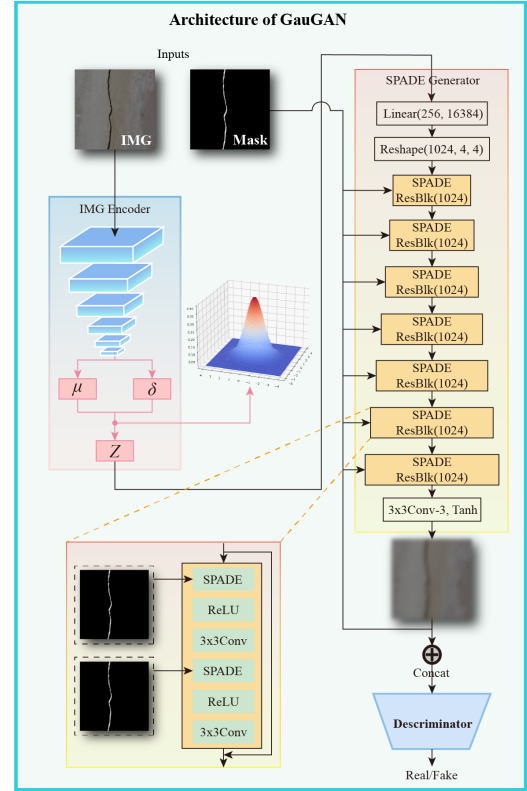 Architecture of GauGAN
Inputs
IMG
Mask
IMG Encoder
μ
δ
Z
SPADE Generator
Linear(256, 16384)
Reshape(1024, 4, 4)
SPADE
ResBlk(1024)
SPADE
ResBlk(1024)
SPADE
ResBlk(1024)
SPADE
ResBlk(1024)
SPADE
ResBlk(1024)
SPADE
ResBlk(1024)
SPADE
ResBlk(1024)
3x3Conv-3, Tanh
SPADE
ReLU
3x3Conv
SPADE
ReLU
3x3Conv
Concat
Descriminator
Real/Fake